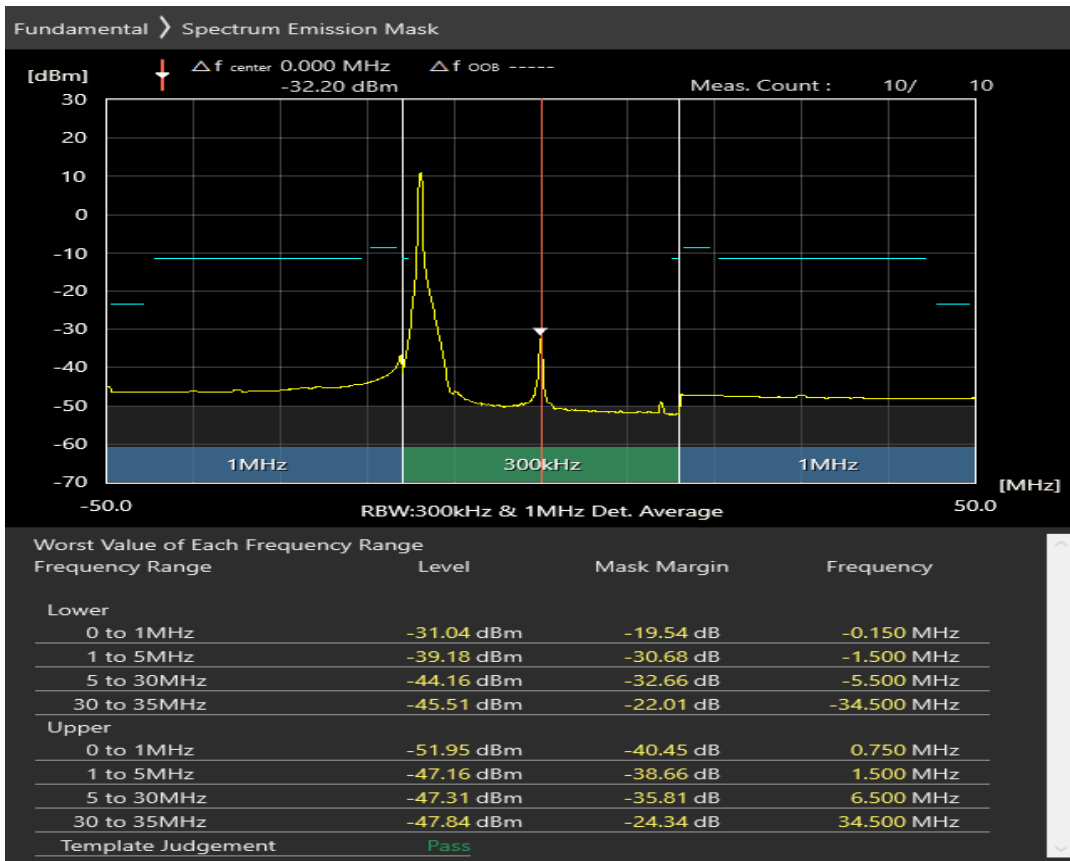 Fundamental ❯ Spectrum Emission Mask
[dBm] △f center 0.000 MHz △f OOB -----
-32.20 dBm Meas. Count : 10/ 10
30
20
10
0
-10
-20
-30
-40
-50
-60
1MHz 300kHz 1MHz
-70 [MHz]
-50.0 RBW:300kHz & 1MHz Det. Average 50.0
Worst Value of Each Frequency Range
Frequency Range Level Mask Margin Frequency
Lower
0 to 1MHz -31.04 dBm -19.54 dB -0.150 MHz
1 to 5MHz -39.18 dBm -30.68 dB -1.500 MHz
5 to 30MHz -44.16 dBm -32.66 dB -5.500 MHz
30 to 35MHz -45.51 dBm -22.01 dB -34.500 MHz
Upper
0 to 1MHz -51.95 dBm -40.45 dB 0.750 MHz
1 to 5MHz -47.16 dBm -38.66 dB 1.500 MHz
5 to 30MHz -47.31 dBm -35.81 dB 6.500 MHz
30 to 35MHz -47.84 dBm -24.34 dB 34.500 MHz
Template Judgement Pass